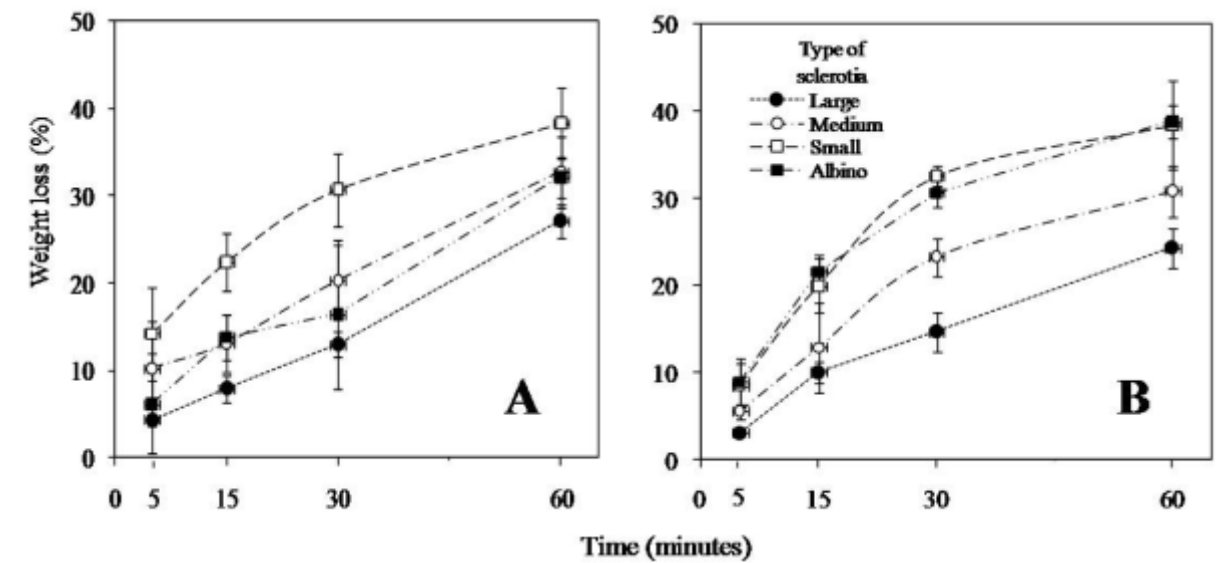 50
40
30
20
10
0
Weight loss (%)
A
0 5 15 30 60
50
40
30
20
10
0
Type of
sclerotia
Large
Medium
Small
Albino
B
0 5 15 30 60
Time (minutes)